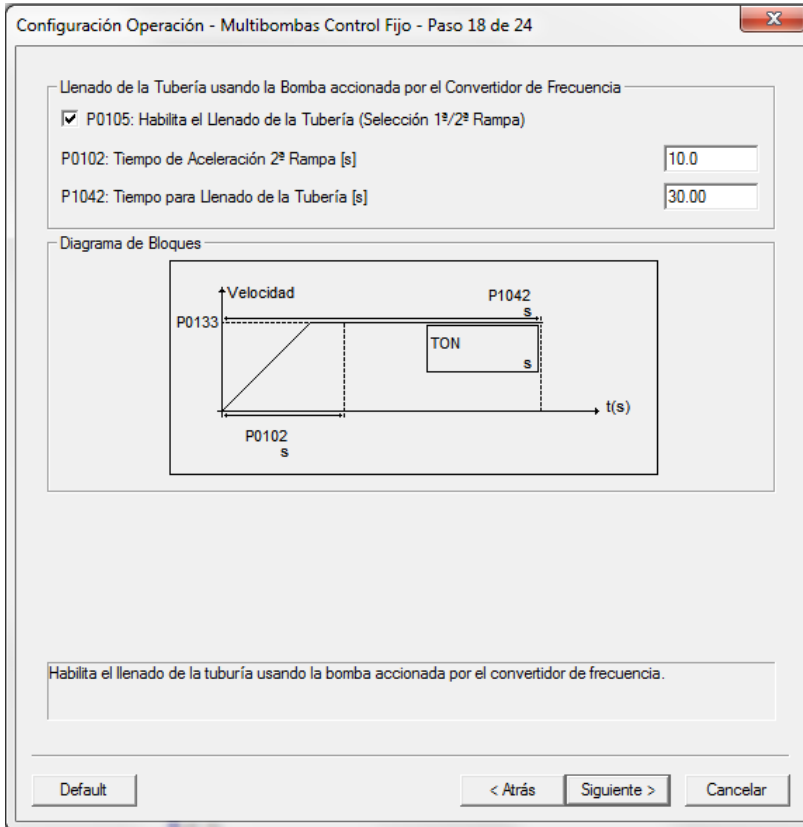 Configuración Operación - Multibombas Control Fijo - Paso 18 de 24
Llenado de la Tubería usando la Bomba accionada por el Convertidor de Frecuencia
P0105: Habilita el Llenado de la Tubería (Selección 1ª/2ª Rampa)
P0102: Tiempo de Aceleración 2ª Rampa [s] 10.0
P1042: Tiempo para Llenado de la Tubería [s] 30.00
Diagrama de Bloques
Velocidad P1042
s
P0133
TON
s
t(s)
P0102
s
Habilita el llenado de la tuburía usando la bomba accionada por el convertidor de frecuencia.
Default < Atrás Siguiente > Cancelar